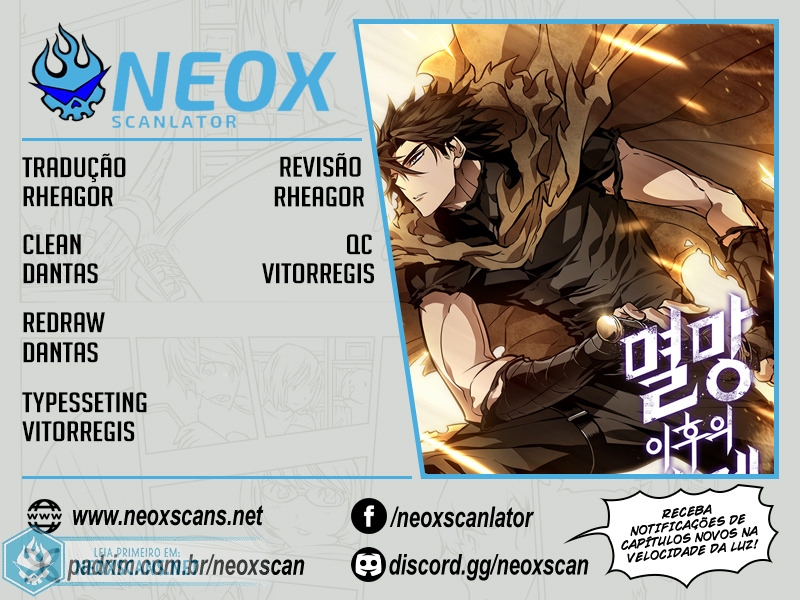 NEOX
SCANLATOR
TRADUÇÃO
RHEAGOR
REVISÃO
RHEAGOR
CLEAN
DANTAS
QC
VITORREGIS
REDRAW
DANTAS
TYPESSETING
VITORREGIS
멸망
이후의
www.neoxscans.net
/neoxscanlator
padrim.com.br/neoxscan
discord.gg/neoxscan
LEIA PRIMEIRO EM:
NEOXSCANS.NET
RECEBA
NOTIFICAÇÕES DE
CAPÍTULOS NOVOS NA
VELOCIDADE DA LUZ!